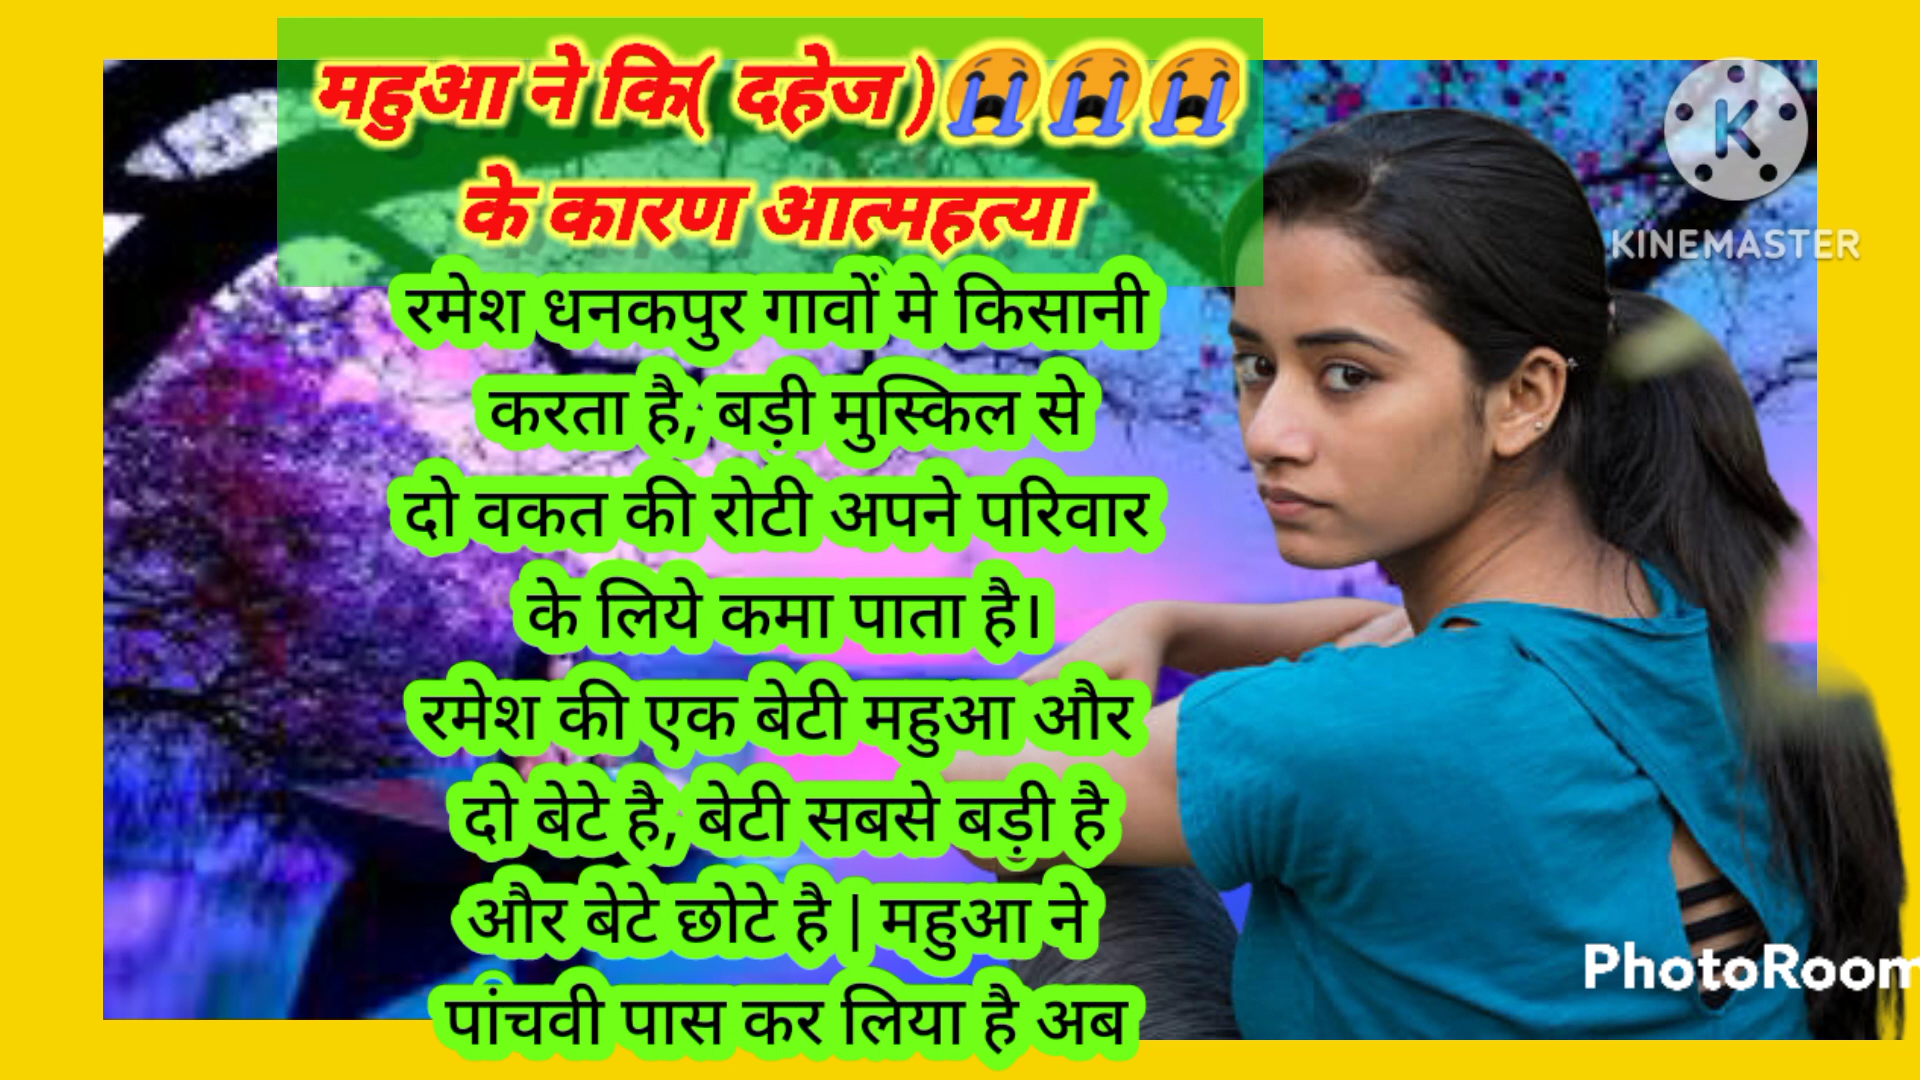 महुआ ने कि( दहेज )😭😭😭
के कारण आत्महत्या
रमेश धनकपुर गावों मे किसानी
करता है, बड़ी मुस्किल से
दो वकत की रोटी अपने परिवार
के लिये कमा पाता है।
रमेश की एक बेटी महुआ और
दो बेटे है, बेटी सबसे बड़ी है
और बेटे छोटे है | महुआ ने
पांचवी पास कर लिया है अब
K
KINEMASTER
PhotoRoom